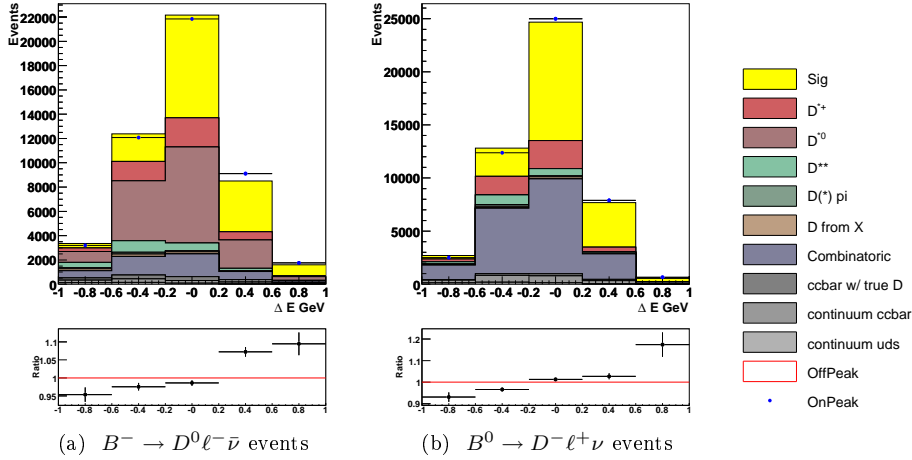 Events
22000
20000
18000
16000
14000
12000
10000
8000
6000
4000
2000
0
-1 -0.8 -0.6 -0.4 -0.2 -0 0.2 0.4 0.6 0.8 1
Δ E GeV
Ratio
1.1
1.05
1
0.95
-1 -0.8 -0.6 -0.4 -0.2 -0 0.2 0.4 0.6 0.8 1
(a) B⁻ → D⁰ℓ⁻ν̄ events
Events
25000
20000
15000
10000
5000
0
-1 -0.8 -0.6 -0.4 -0.2 -0 0.2 0.4 0.6 0.8 1
Δ E GeV
Ratio
1.2
1.1
1
0.9
-1 -0.8 -0.6 -0.4 -0.2 -0 0.2 0.4 0.6 0.8 1
(b) B⁰ → D⁻ℓ⁺ν events
Sig
D*+
D*0
D**
D(*) pi
D from X
Combinatoric
ccbar w/ true D
continuum ccbar
continuum uds
OffPeak
OnPeak